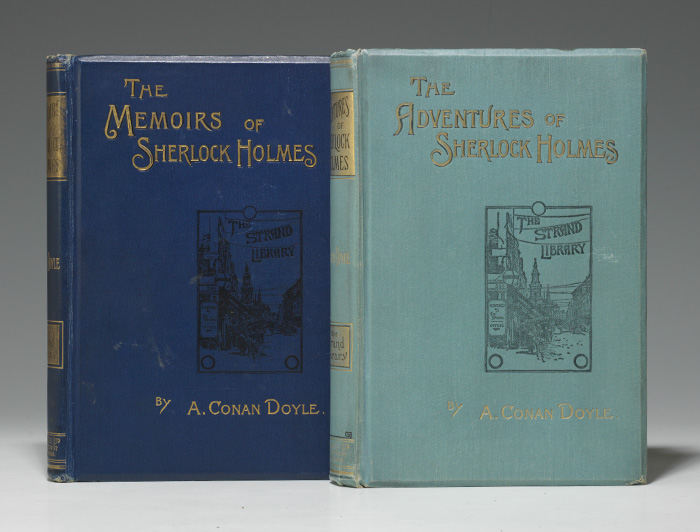 THE
MEMOIRS OF
SHERLOCK HOLMES
THE
STRAND
LIBRARY
BY A. CONAN DOYLE.
THE
ADVENTURES OF
SHERLOCK HOLMES
THE
STRAND
LIBRARY
BY A. CONAN DOYLE.